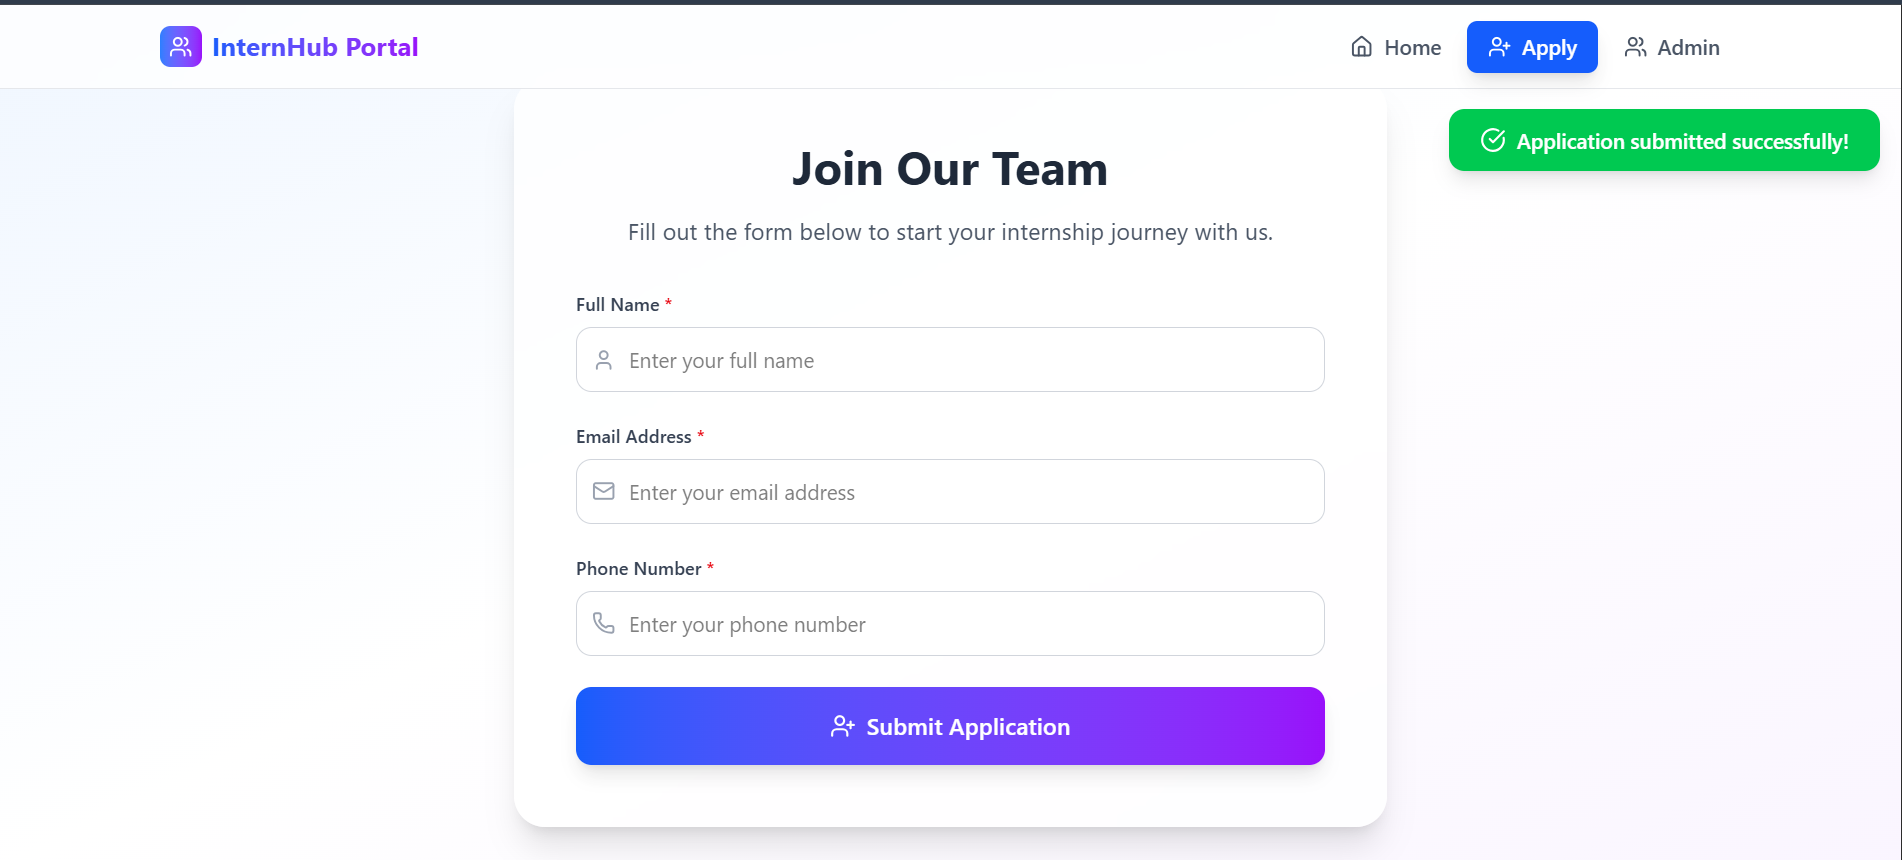 InternHub Portal
Home
Apply
Admin
Application submitted successfully!
Join Our Team
Fill out the form below to start your internship journey with us.
Full Name *
Enter your full name
Email Address *
Enter your email address
Phone Number *
Enter your phone number
Submit Application